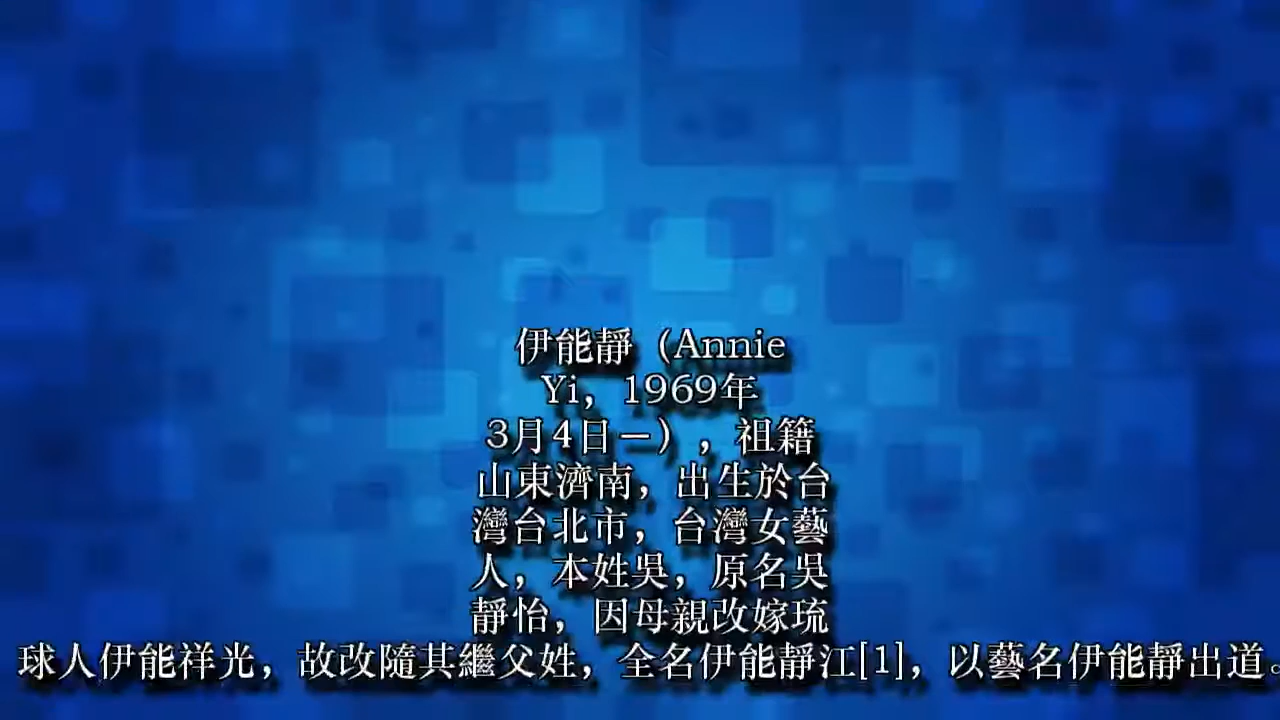 伊能靜（Annie
Yi，1969年
3月4日－），祖籍
山東濟南，出生於台
灣台北市，台灣女藝
人，本姓吳，原名吳
靜怡，因母親改嫁琉
球人伊能祥光，故改隨其繼父姓，全名伊能靜江[1]，以藝名伊能靜出道。